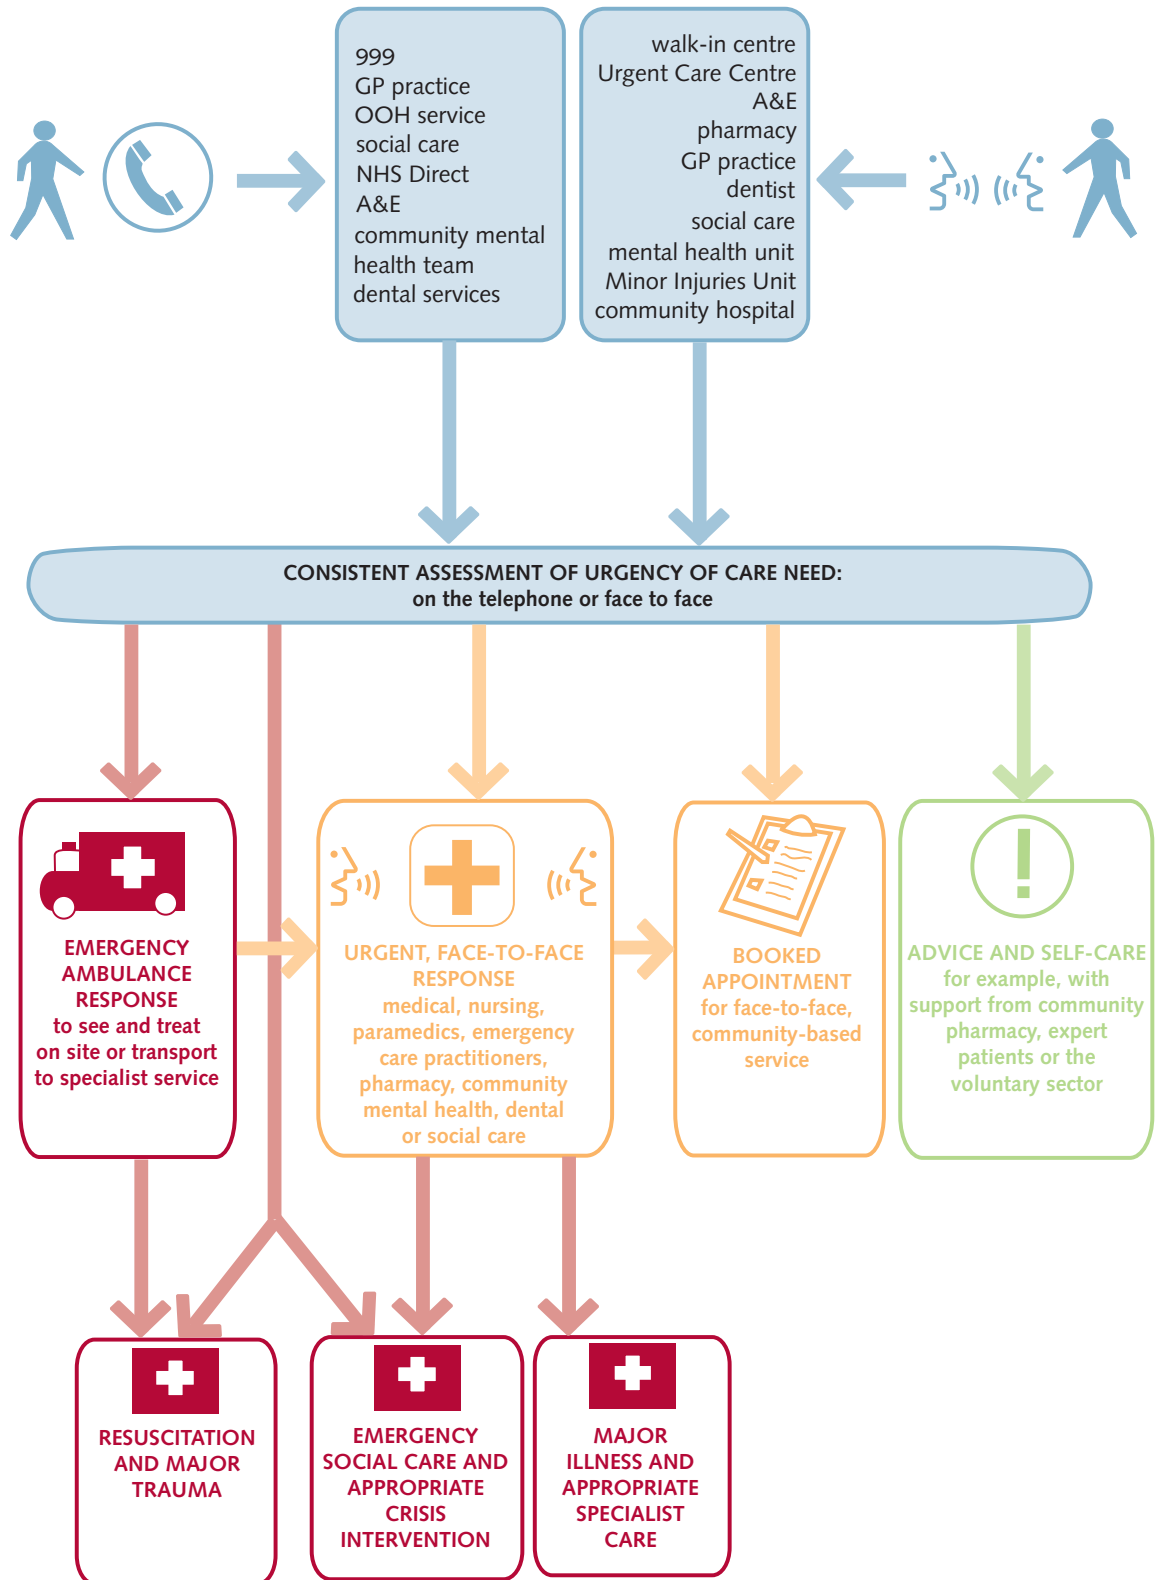 999
GP practice
OOH service
social care
NHS Direct
A&E
community mental
health team
dental services
walk-in centre
Urgent Care Centre
A&E
pharmacy
GP practice
dentist
social care
mental health unit
Minor Injuries Unit
community hospital
CONSISTENT ASSESSMENT OF URGENCY OF CARE NEED:
on the telephone or face to face
EMERGENCY
AMBULANCE
RESPONSE
to see and treat
on site or transport
to specialist service
URGENT, FACE-TO-FACE
RESPONSE
medical, nursing,
paramedics, emergency
care practitioners,
pharmacy, community
mental health, dental
or social care
BOOKED
APPOINTMENT
for face-to-face,
community-based
service
ADVICE AND SELF-CARE
for example, with
support from community
pharmacy, expert
patients or the
voluntary sector
RESUSCITATION
AND MAJOR
TRAUMA
EMERGENCY
SOCIAL CARE AND
APPROPRIATE
CRISIS
INTERVENTION
MAJOR
ILLNESS AND
APPROPRIATE
SPECIALIST
CARE